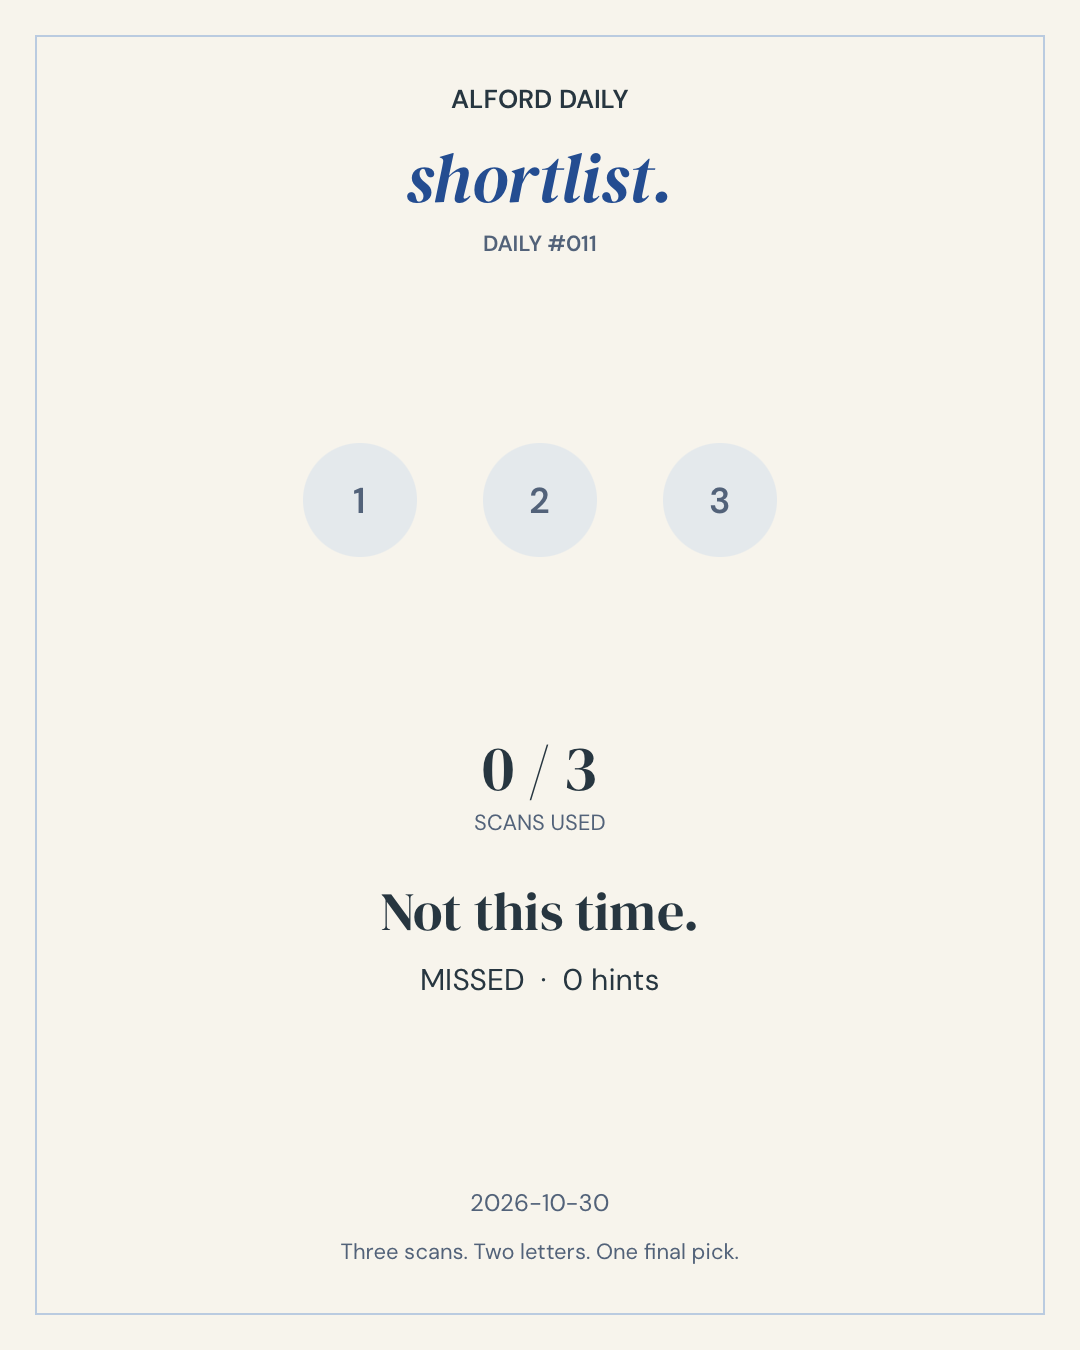 ALFORD DAILY
shortlist.
DAILY #011
1 2 3
0 / 3
SCANS USED
Not this time.
MISSED · 0 hints
2026-10-30
Three scans. Two letters. One final pick.